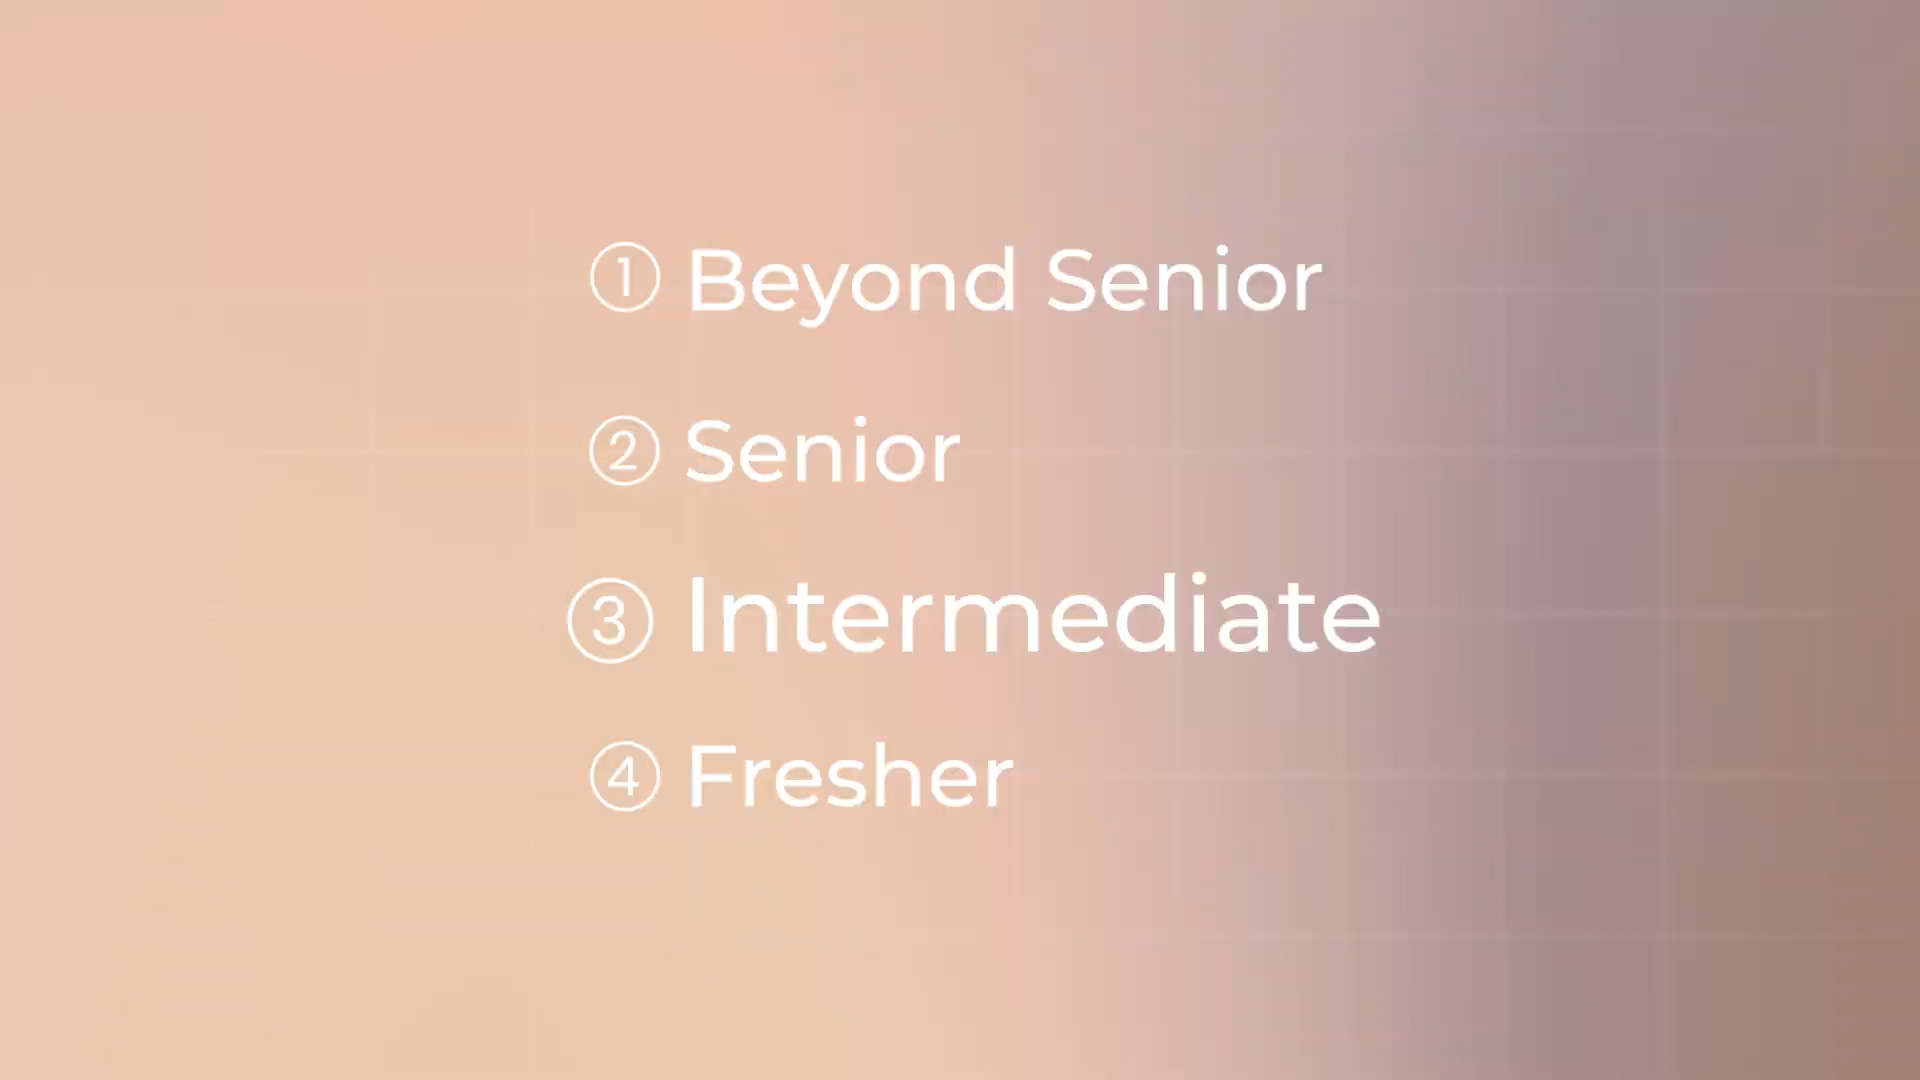 ① Beyond Senior
② Senior
③ Intermediate
④ Fresher